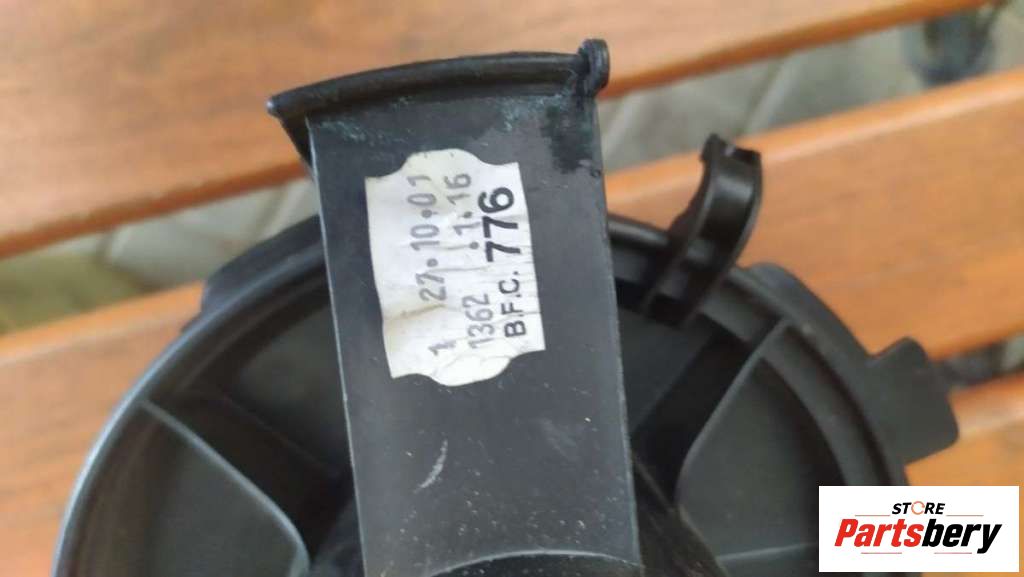 1 27.10.01
1362 .1.16
B.F.C. 776
STORE
Partsbery